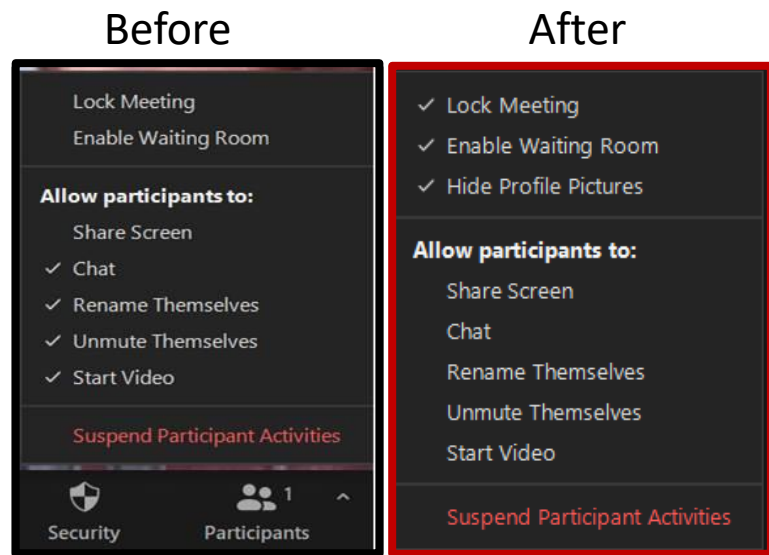 Before
Lock Meeting
Enable Waiting Room
Allow participants to:
Share Screen
✓ Chat
✓ Rename Themselves
✓ Unmute Themselves
✓ Start Video
Suspend Participant Activities
1
Security
Participants
After
✓ Lock Meeting
✓ Enable Waiting Room
✓ Hide Profile Pictures
Allow participants to:
Share Screen
Chat
Rename Themselves
Unmute Themselves
Start Video
Suspend Participant Activities